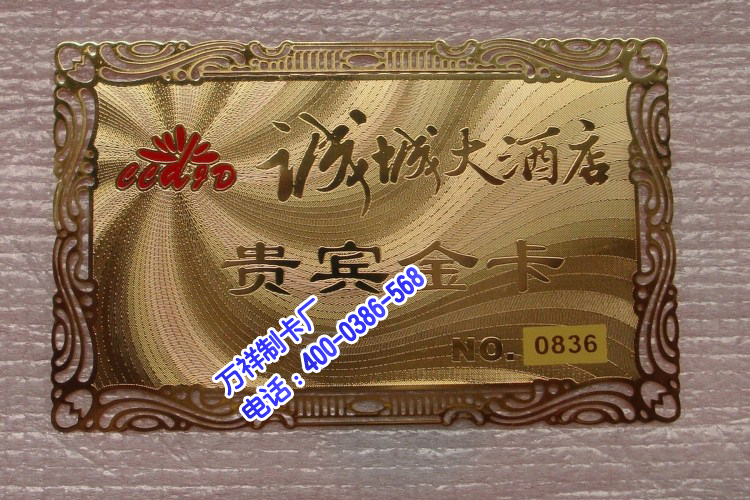 诚城大酒店
ccdjD
贵宾金卡
NO. 0836
万祥制卡厂
电话：400-0386-568